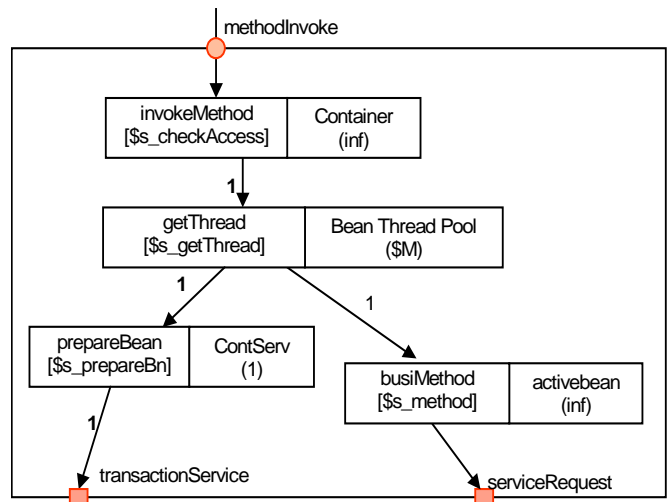 methodInvoke
invokeMethod
[$s_checkAccess]
Container
(inf)
1
getThread
[$s_getThread]
Bean Thread Pool
($M)
1
1
prepareBean
[$s_prepareBn]
ContServ
(1)
busiMethod
[$s_method]
activebean
(inf)
1
transactionService
serviceRequest